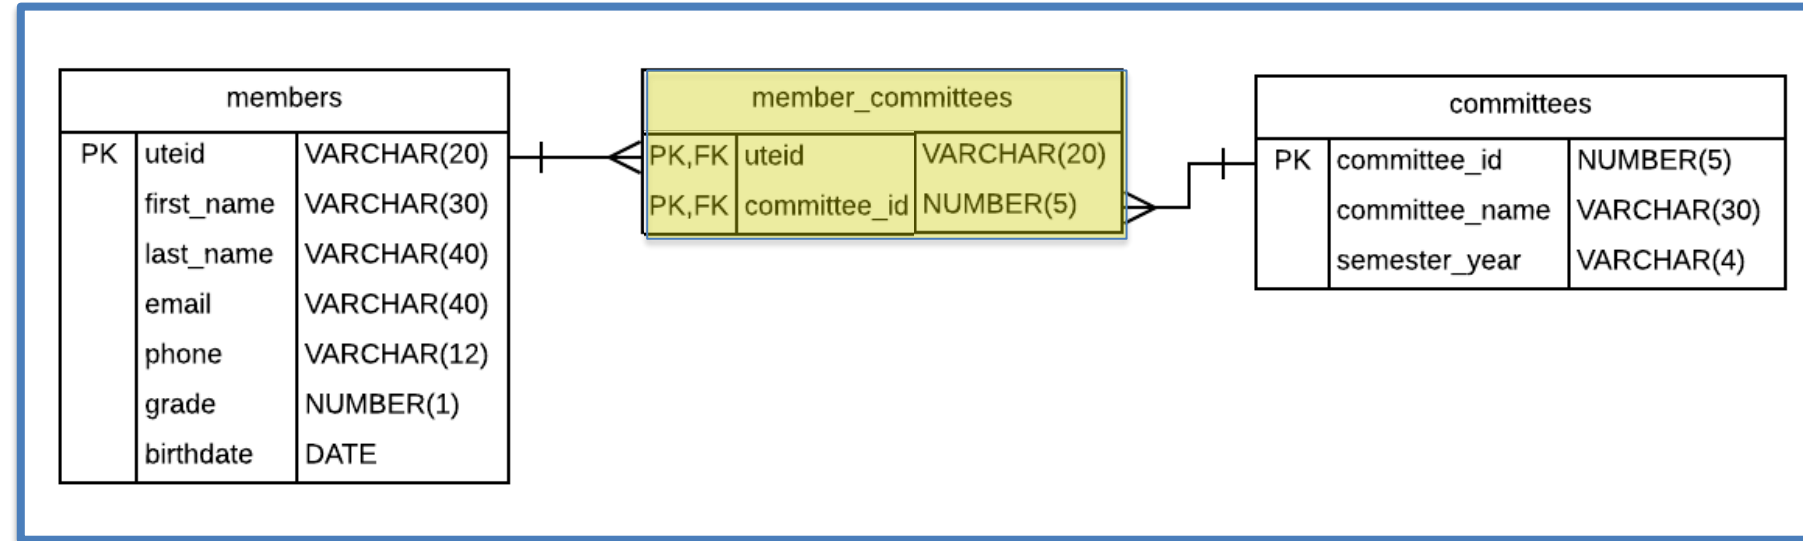 members
PK uteid VARCHAR(20)
first_name VARCHAR(30)
last_name VARCHAR(40)
email VARCHAR(40)
phone VARCHAR(12)
grade NUMBER(1)
birthdate DATE
member_committees
PK,FK uteid VARCHAR(20)
PK,FK committee_id NUMBER(5)
committees
PK committee_id NUMBER(5)
committee_name VARCHAR(30)
semester_year VARCHAR(4)